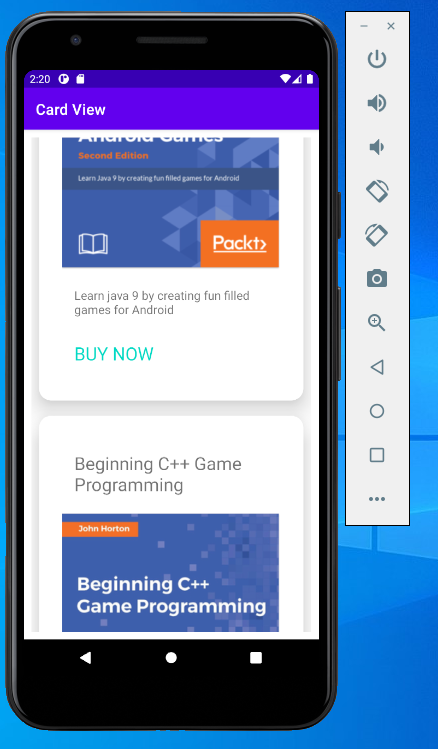 2:20
Card View
Android Games
Second Edition
Learn Java 9 by creating fun filled games for Android
Packt>
Learn java 9 by creating fun filled
games for Android
BUY NOW
Beginning C++ Game
Programming
John Horton
Beginning C++
Game Programming